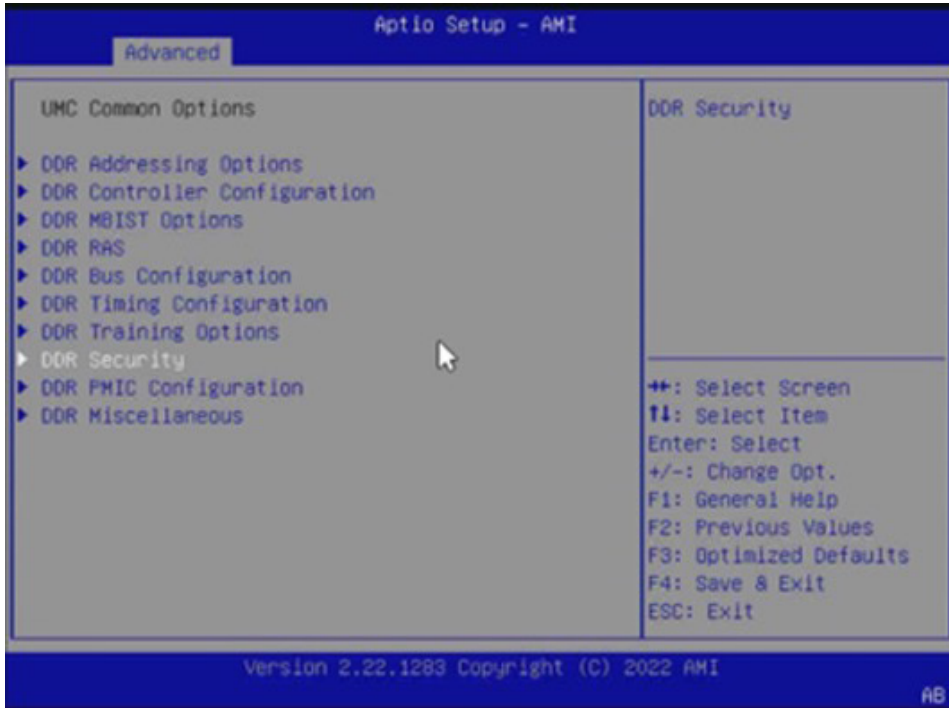 Aptio Setup - AMI
Advanced
UMC Common Options
DDR Addressing Options
DDR Controller Configuration
DDR MBIST Options
DDR RAS
DDR Bus Configuration
DDR Timing Configuration
DDR Training Options
DDR Security
DDR PMIC Configuration
DDR Miscellaneous
DDR Security
→←: Select Screen
↑↓: Select Item
Enter: Select
+/-: Change Opt.
F1: General Help
F2: Previous Values
F3: Optimized Defaults
F4: Save & Exit
ESC: Exit
Version 2.22.1283 Copyright (C) 2022 AMI
AB